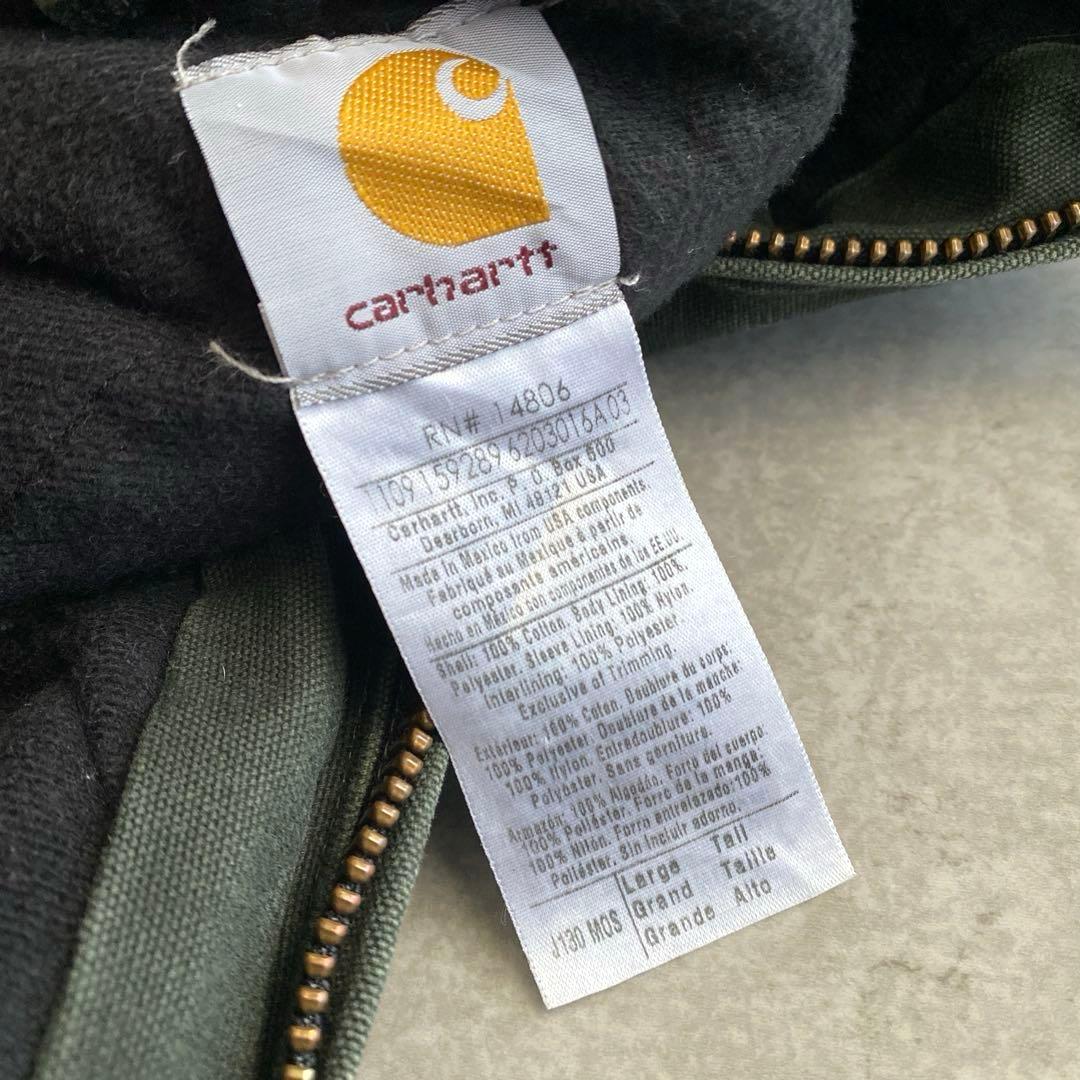 carhartt
RN# 14806
1109 159289 6203016A 03
Carhartt, Inc. P. O. Box 500
Dearborn, MI 48121 USA
Made in Mexico from USA components
Fabriqué au Mexique à partir de
composants américains.
Hecho en México con componentes de los EE.UU.
Shell: 100% Cotton. Body Lining: 100%
Polyester. Sleeve Lining: 100% Nylon.
Interlining: 100% Polyester.
Exclusive of Trimming.
Extérieur: 100% Coton. Doublure du corps:
100% Polyester. Doublure de la manche:
100% Nylon. Entredoublure: 100%
Polyester. Sans garniture.
Armazón: 100% Algodón. Forro del cuerpo:
100% Poliéster. Forro de la manga:
100% Nilón. Forro entrelazado: 100%
Poliéster. Sin incluir adorno.
J130 MOS
Large Tall
Grand Taille
Grande Alto